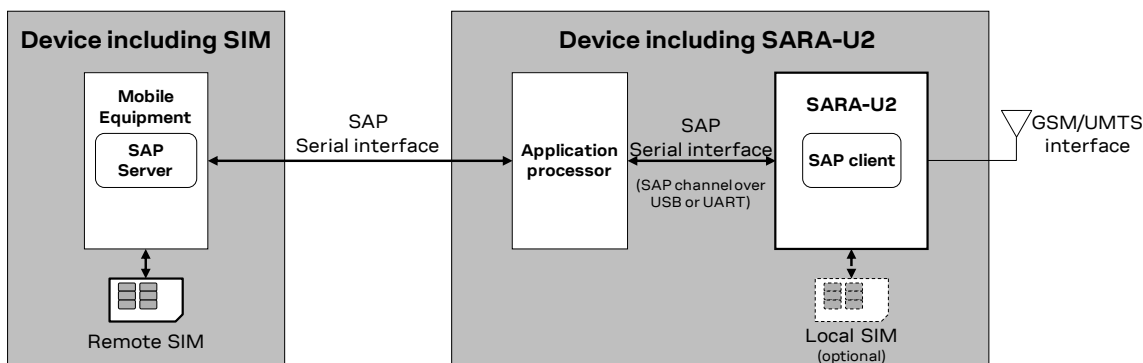 Device including SIM
Mobile
Equipment
SAP
Server
Remote SIM
SAP
Serial interface
Device including SARA-U2
Application
processor
SAP
Serial interface
(SAP channel over
USB or UART)
SARA-U2
SAP client
Local SIM
(optional)
GSM/UMTS
interface